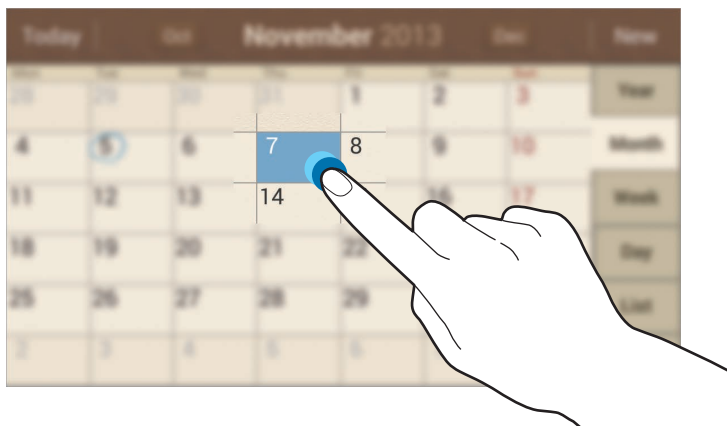 Today Oct November 2013 Dec New
Mon Tue Wed Thu Fri Sat Sun
28 29 30 31 1 2 3 Year
4 5 6 7 8 9 10 Month
11 12 13 14 16 17 Week
18 19 20 21 22 Day
25 26 27 28 29 List
2 3 4 5 6